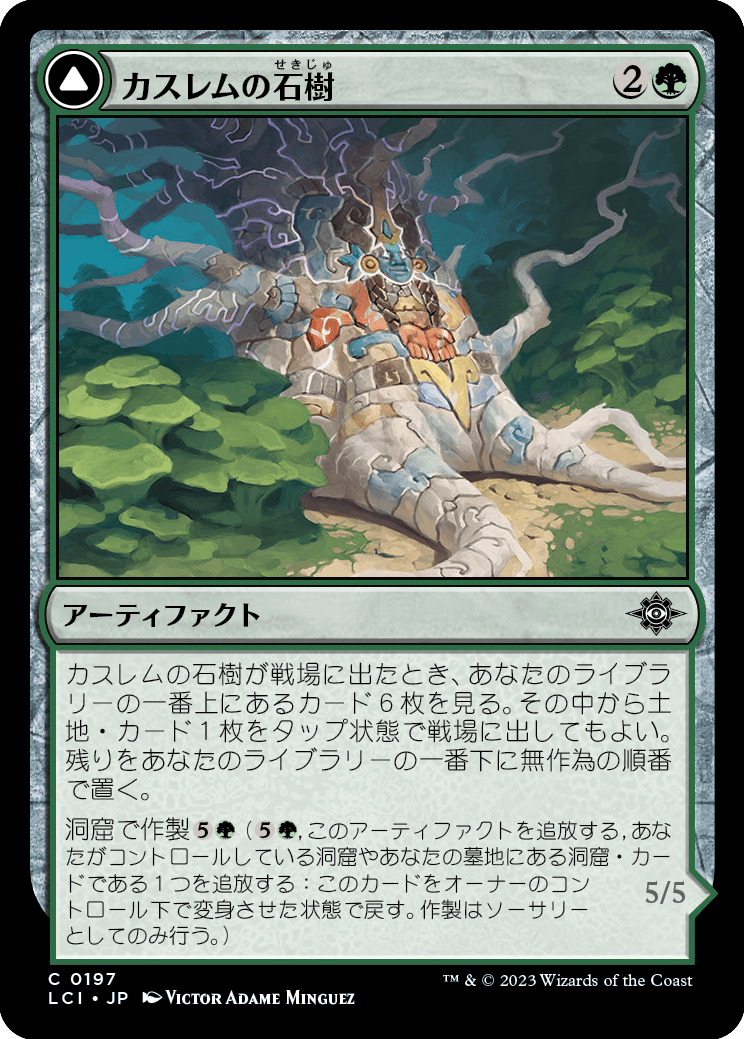 せきじゅ
カスレムの石樹 2
アーティファクト
カスレムの石樹が戦場に出たとき、あなたのライブラ
リーの一番上にあるカード６枚を見る。その中から土
地・カード１枚をタップ状態で戦場に出してもよい。
残りをあなたのライブラリーの一番下に無作為の順番
で置く。
洞窟で作製 5 （ 5 , このアーティファクトを追放する, あな
たがコントロールしている洞窟やあなたの墓地にある洞窟・カー
ドである１つを追放する：このカードをオーナーのコン
トロール下で変身させた状態で戻す。作製はソーサリー
としてのみ行う。）
5/5
C 0197
LCI • JP Victor Adame Minguez
™ & © 2023 Wizards of the Coast